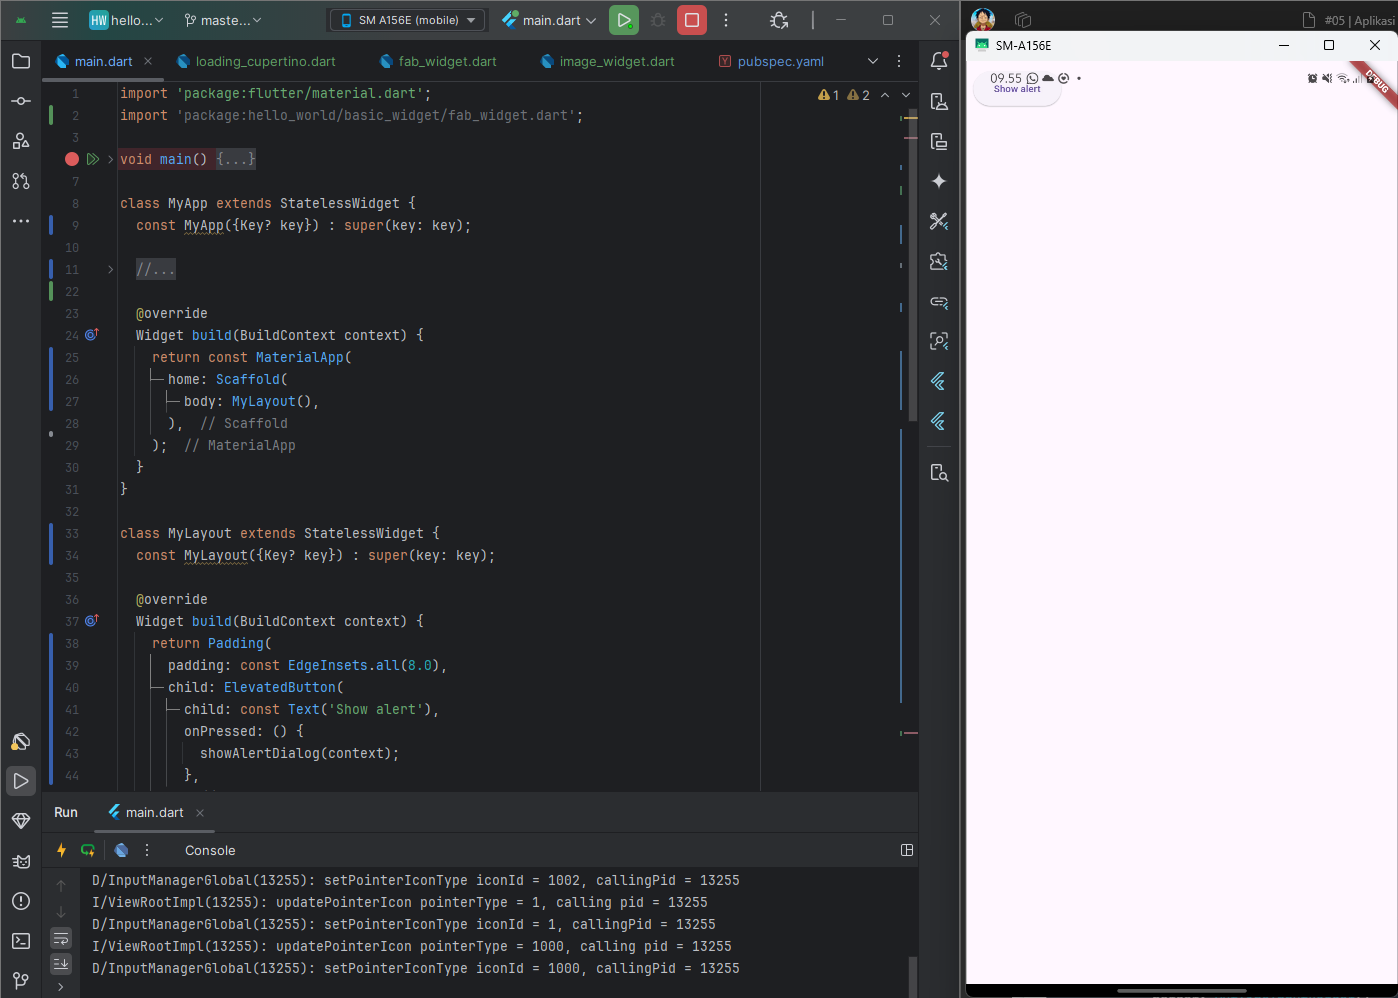 HW hello... maste... SM A156E (mobile) main.dart
main.dart loading_cupertino.dart fab_widget.dart image_widget.dart pubspec.yaml
1 import 'package:flutter/material.dart';
2 import 'package:hello_world/basic_widget/fab_widget.dart';
1 2
3
void main() {...}
7
8 class MyApp extends StatelessWidget {
9 const MyApp({Key? key}) : super(key: key);
10
11 //...
22
23 @override
24 Widget build(BuildContext context) {
25 return const MaterialApp(
26 home: Scaffold(
27 body: MyLayout(),
28 ), // Scaffold
29 ); // MaterialApp
30 }
31 }
32
33 class MyLayout extends StatelessWidget {
34 const MyLayout({Key? key}) : super(key: key);
35
36 @override
37 Widget build(BuildContext context) {
38 return Padding(
39 padding: const EdgeInsets.all(8.0),
40 child: ElevatedButton(
41 child: const Text('Show alert'),
42 onPressed: () {
43 showAlertDialog(context);
44 },
Run main.dart
Console
D/InputManagerGlobal(13255): setPointerIconType iconId = 1002, callingPid = 13255
I/ViewRootImpl(13255): updatePointerIcon pointerType = 1, calling pid = 13255
D/InputManagerGlobal(13255): setPointerIconType iconId = 1, callingPid = 13255
I/ViewRootImpl(13255): updatePointerIcon pointerType = 1000, calling pid = 13255
D/InputManagerGlobal(13255): setPointerIconType iconId = 1000, callingPid = 13255
#05 | Aplikasi
SM-A156E
09.55
Show alert
DEBUG